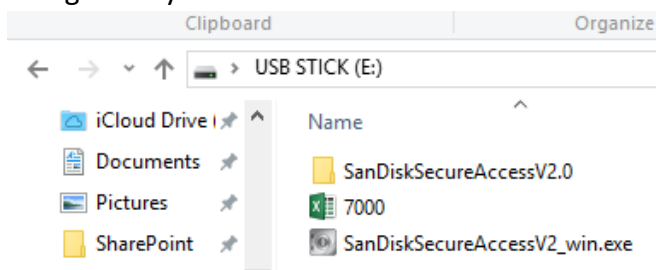 Clipboard Organize
USB STICK (E:)
iCloud Drive (
Name
Documents
SanDiskSecureAccessV2.0
Pictures
7000
SharePoint
SanDiskSecureAccessV2_win.exe